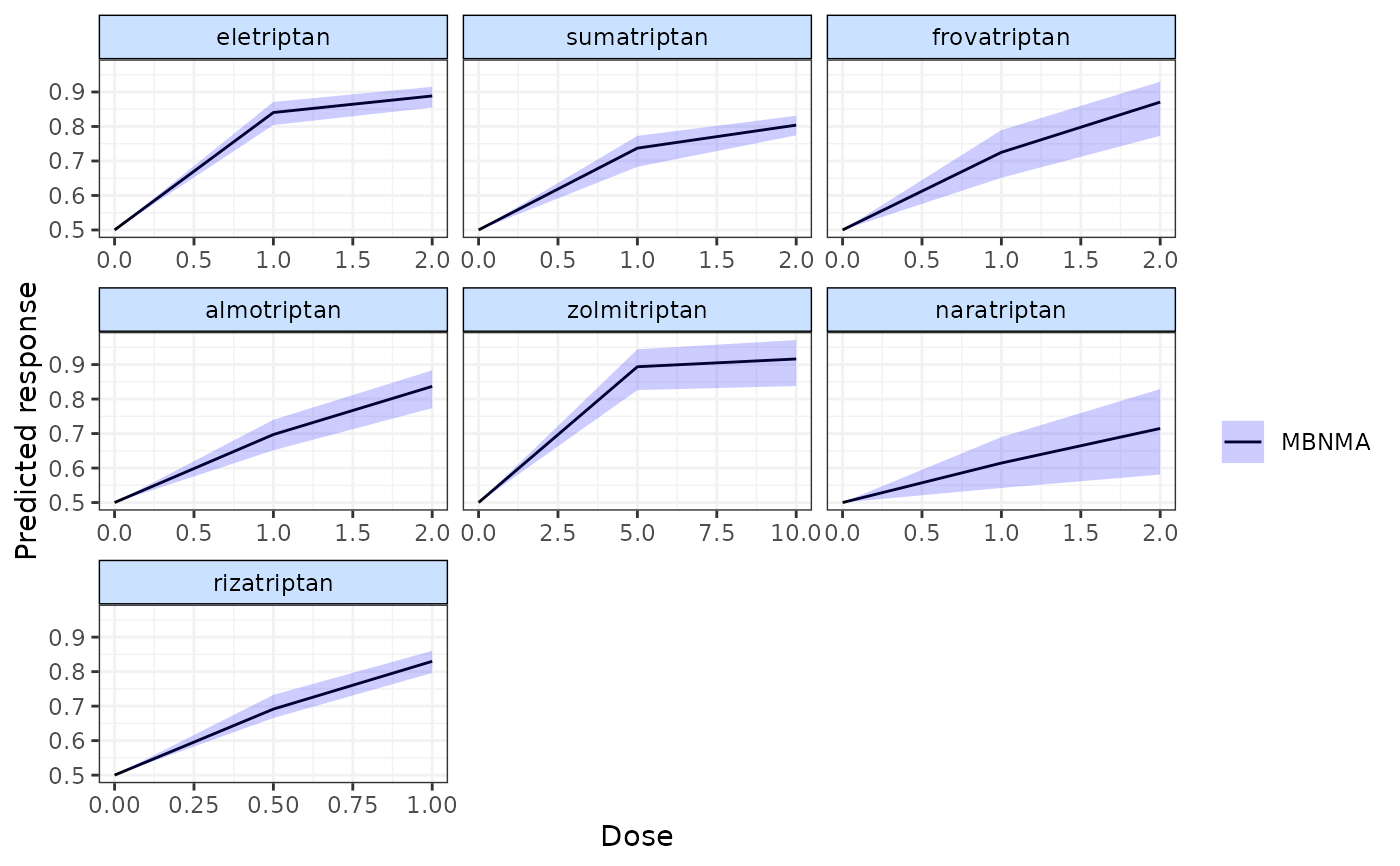 eletriptan sumatriptan frovatriptan
0.9
0.8
0.7
0.6
0.5
0.0 0.5 1.0 1.5 2.0 0.0 0.5 1.0 1.5 2.0 0.0 0.5 1.0 1.5 2.0
almotriptan zolmitriptan naratriptan
0.9
0.8
0.7
0.6
0.5
0.0 0.5 1.0 1.5 2.0 0.0 2.5 5.0 7.5 10.0 0.0 0.5 1.0 1.5 2.0
rizatriptan
0.9
0.8
0.7
0.6
0.5
0.00 0.25 0.50 0.75 1.00
Dose
Predicted response
MBNMA